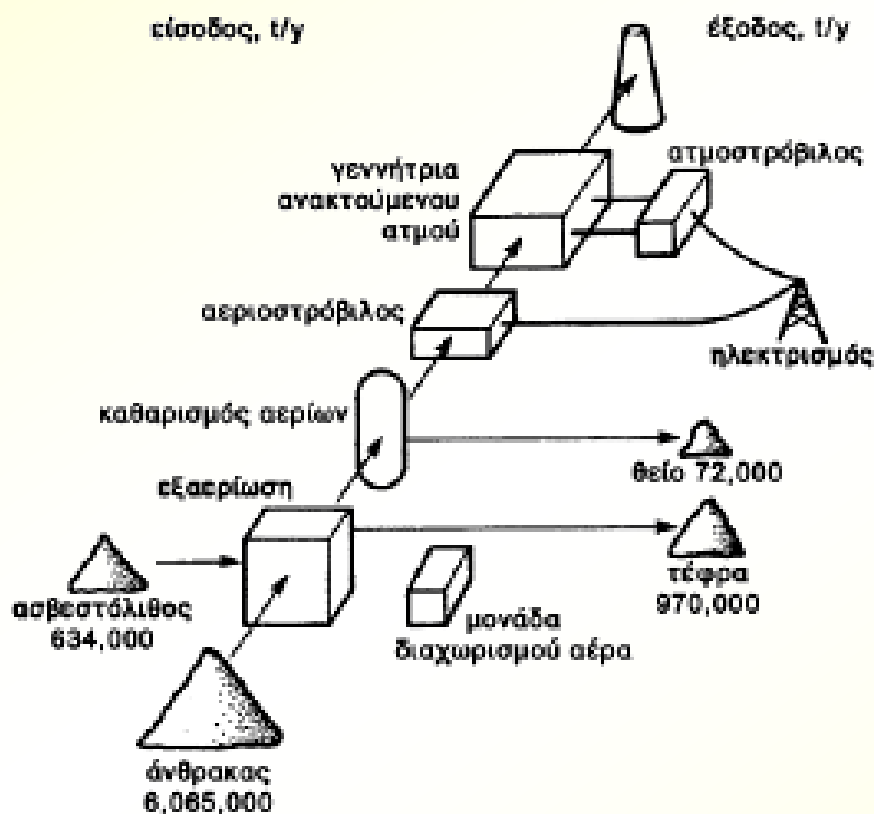 είσοδος, t/y
έξοδος, t/y
ατμοστρόβιλος
γεννήτρια
ανακτούμενου
ατμού
αεριοστρόβιλος
ηλεκτρισμός
καθαρισμός αερίων
θείο 72,000
εξαερίωση
τέφρα
970,000
ασβεστόλιθος
634,000
μονάδα
διαχωρισμού αέρα
άνθρακας
6,065,000